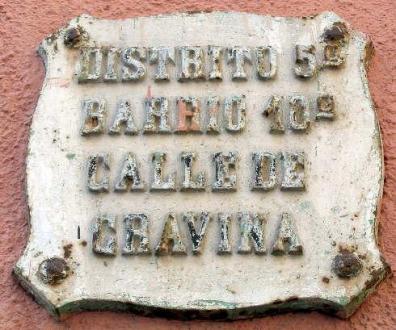 DISTRITO 5º
BARRIO 10º
CALLE DE
GRAVINA